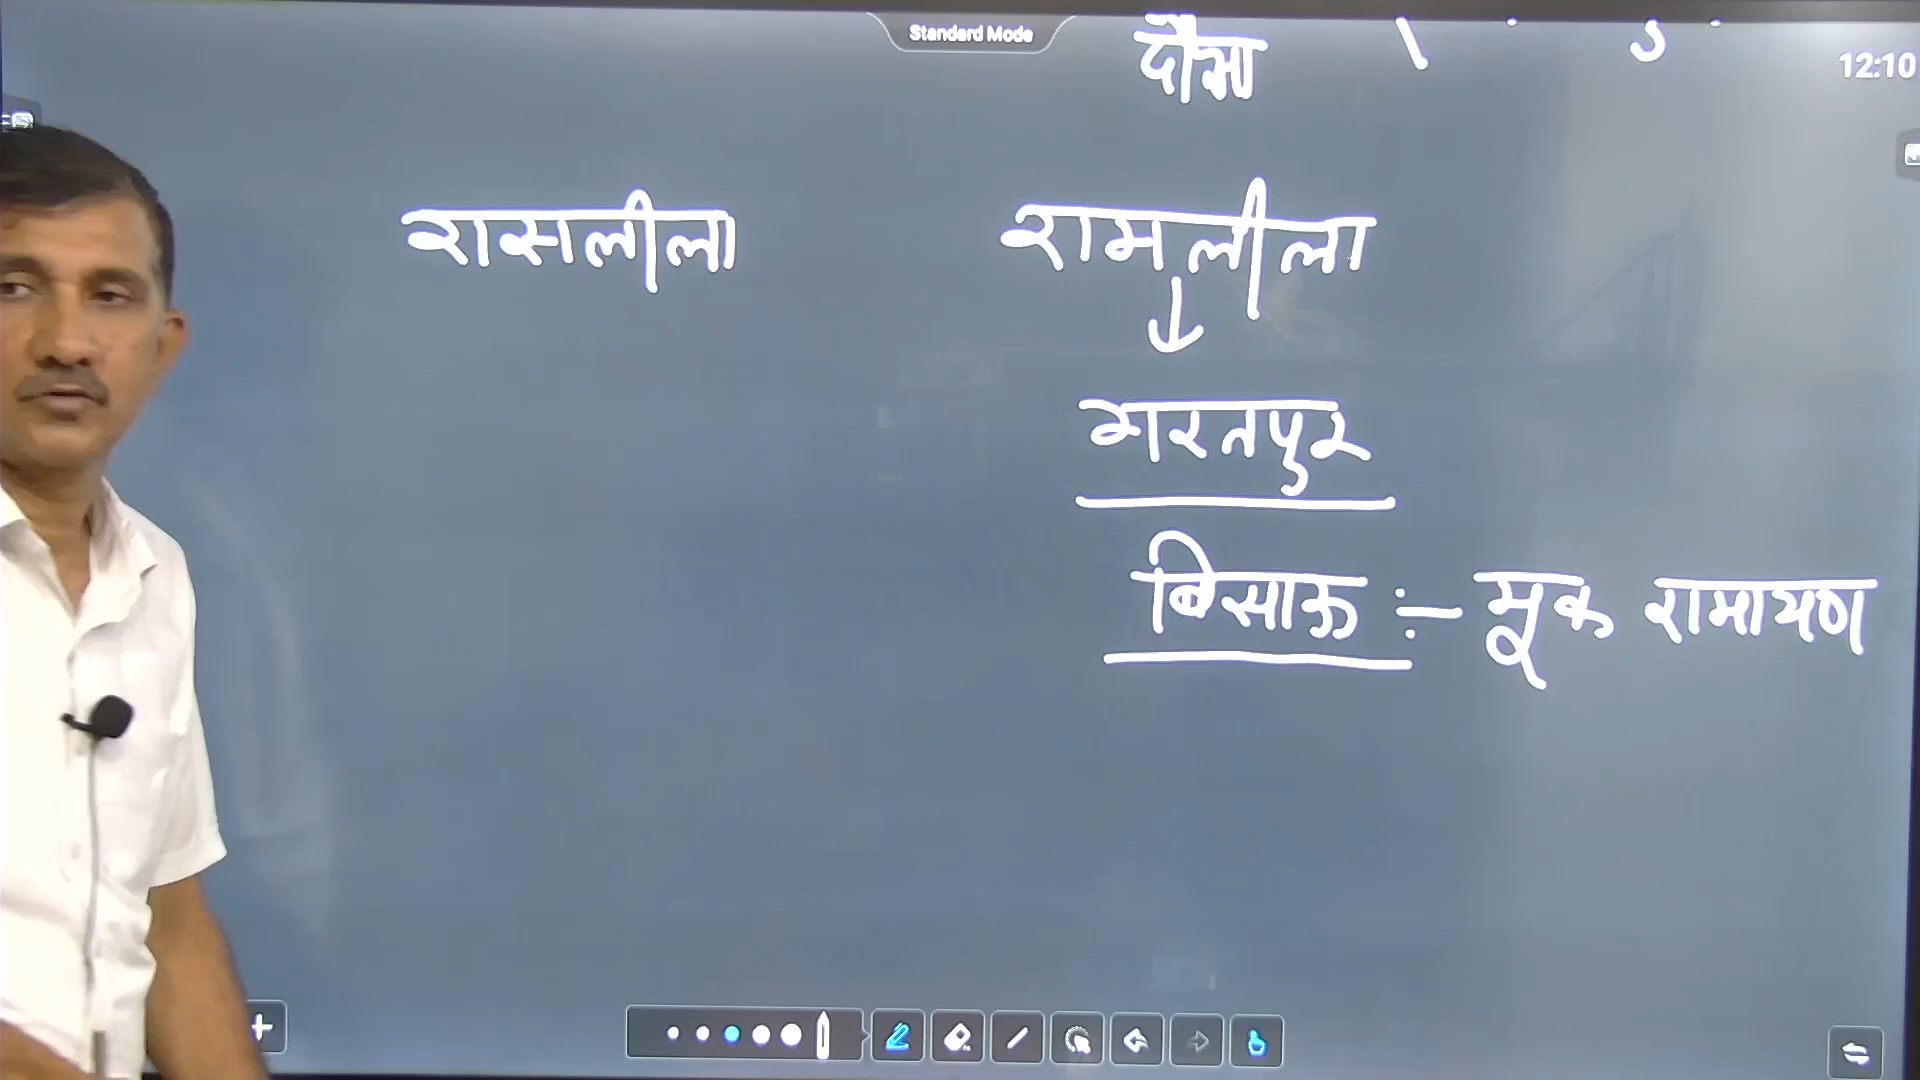 Standard Mode
दौसा
12:10
रासलीला रामलीला
↓
भरतपुर
बिसाऊ :- मूक रामायण